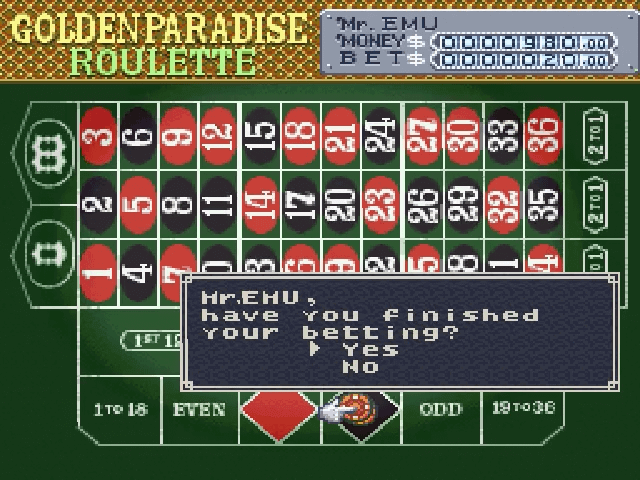 GOLDEN PARADISE
ROULETTE
Mr. EMU
MONEY$ 0000980.00
BET$ 0000020.00
00
0
3 6 9 12 15 18 21 24 27 30 33 36 2 TO 1
2 5 8 11 14 17 20 23 26 29 32 35 2 TO 1
1 4 7
Mr.EMU,
have you finished
your betting?
Yes
No
1 TO 18 EVEN ODD 19 TO 36